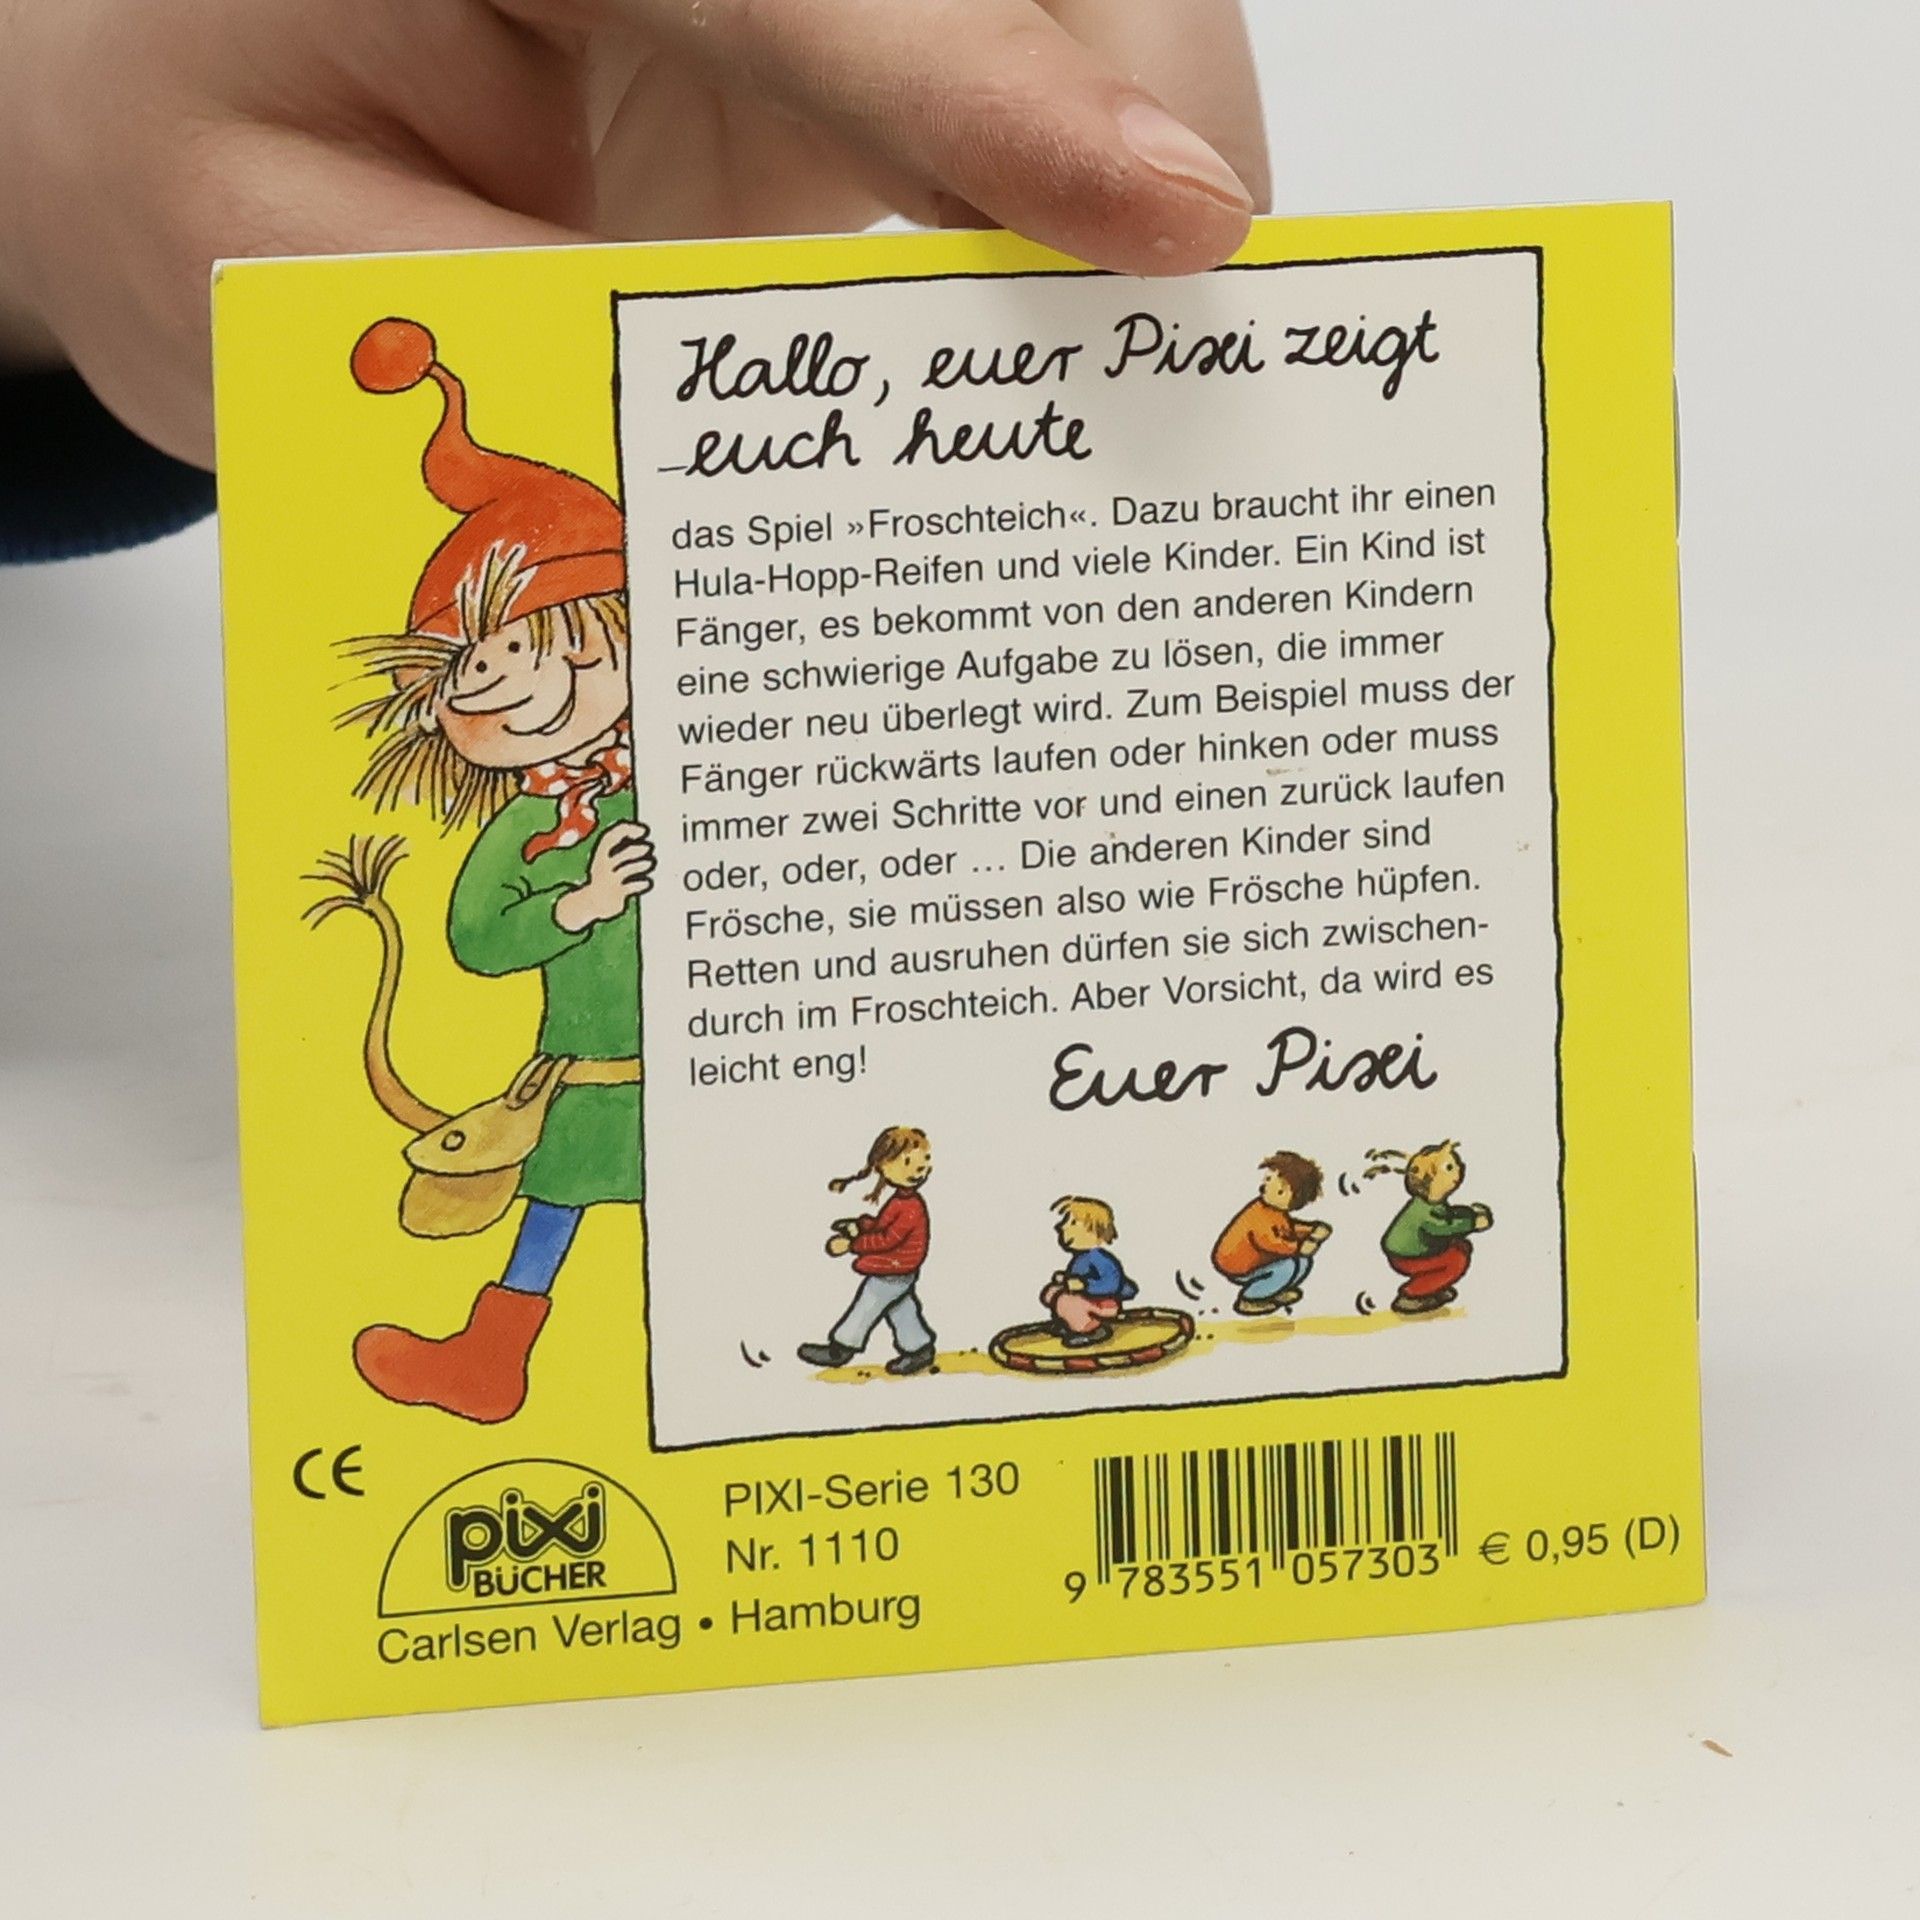 Hallo, euer Pixi zeigt
euch heute
das Spiel »Froschteich«. Dazu braucht ihr einen
Hula-Hopp-Reifen und viele Kinder. Ein Kind ist
Fänger, es bekommt von den anderen Kindern
eine schwierige Aufgabe zu lösen, die immer
wieder neu überlegt wird. Zum Beispiel muss der
Fänger rückwärts laufen oder hinken oder muss
immer zwei Schritte vor und einen zurück laufen
oder, oder, oder ... Die anderen Kinder sind
Frösche, sie müssen also wie Frösche hüpfen.
Retten und ausruhen dürfen sie sich zwischen-
durch im Froschteich. Aber Vorsicht, da wird es
leicht eng!
Euer Pixi
CE
pixi
BÜCHER
PIXI-Serie 130
Nr. 1110
Carlsen Verlag • Hamburg
9 783551 057303
€ 0,95 (D)